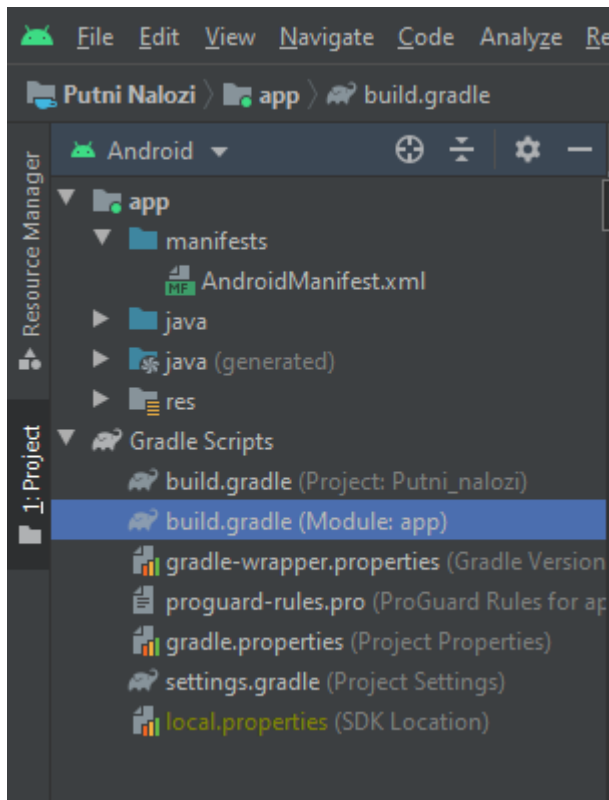 File Edit View Navigate Code Analyze Re
Putni Nalozi app build.gradle
Android
Resource Manager
1: Project
app
manifests
MF AndroidManifest.xml
java
java (generated)
res
Gradle Scripts
build.gradle (Project: Putni_nalozi)
build.gradle (Module: app)
gradle-wrapper.properties (Gradle Version
proguard-rules.pro (ProGuard Rules for ap
gradle.properties (Project Properties)
settings.gradle (Project Settings)
local.properties (SDK Location)